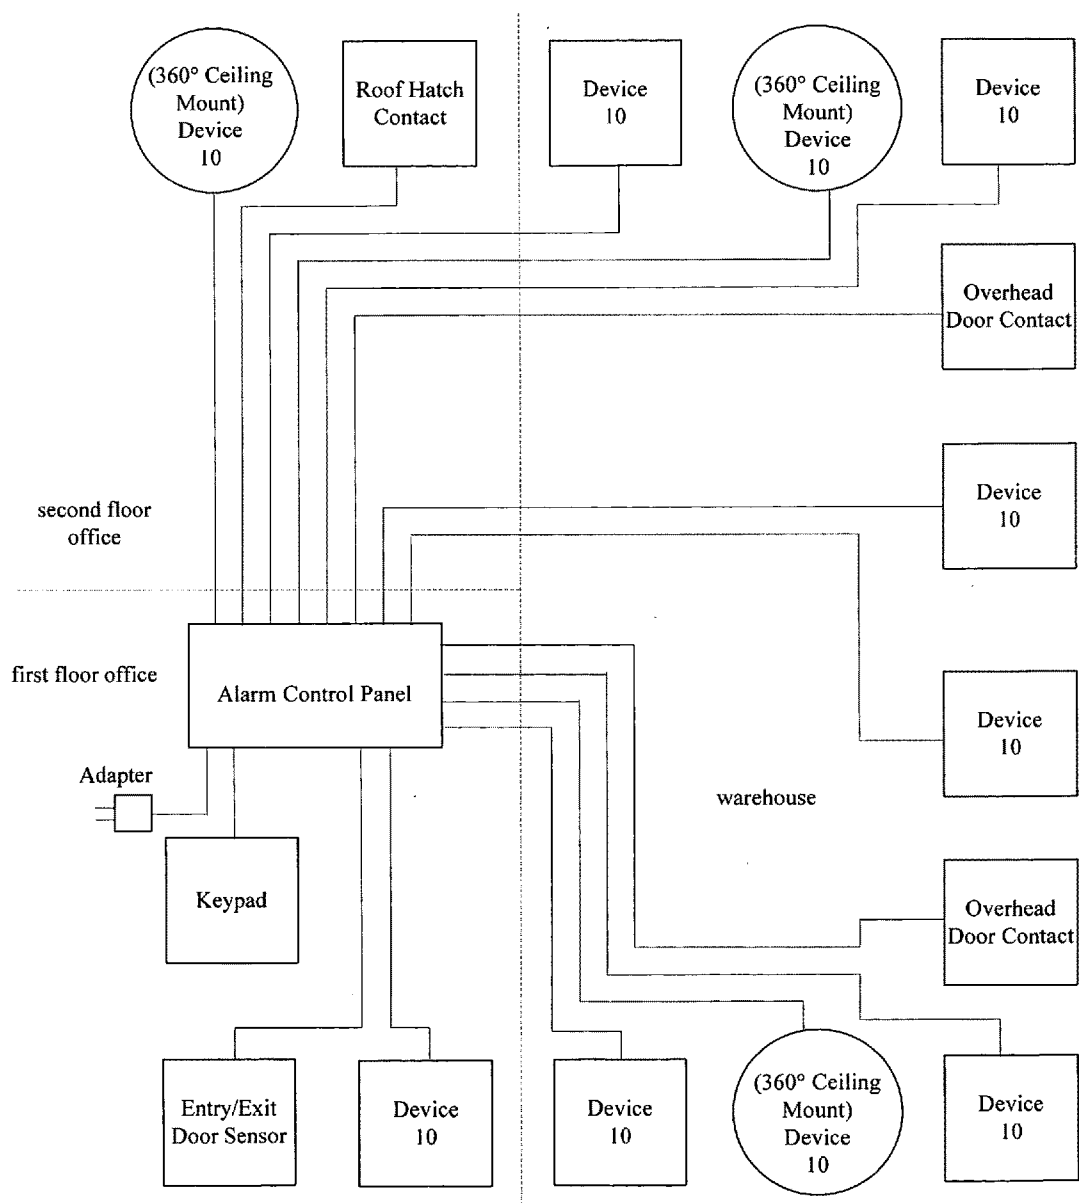 (360° Ceiling
Mount)
Device
10
Roof Hatch
Contact
Device
10
(360° Ceiling
Mount)
Device
10
Device
10
Overhead
Door Contact
second floor
office
Device
10
first floor office
Alarm Control Panel
Device
10
Adapter
warehouse
Keypad
Overhead
Door Contact
Entry/Exit
Door Sensor
Device
10
Device
10
(360° Ceiling
Mount)
Device
10
Device
10